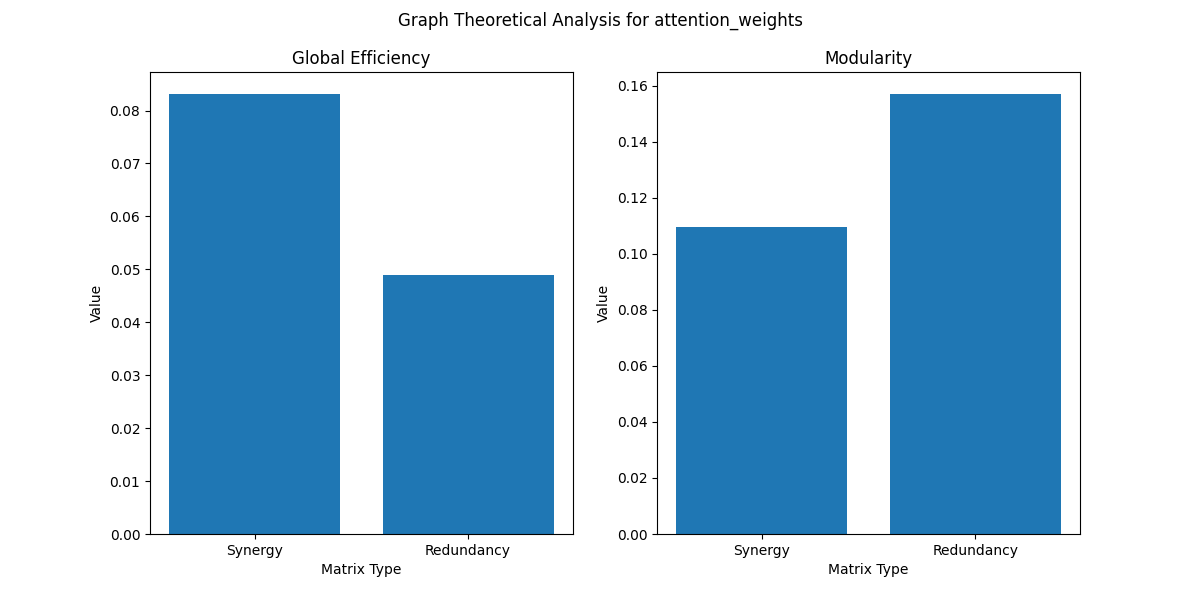 Graph Theoretical Analysis for attention_weights
Global Efficiency
Value
0.08
0.07
0.06
0.05
0.04
0.03
0.02
0.01
0.00
Synergy
Redundancy
Matrix Type
Modularity
Value
0.16
0.14
0.12
0.10
0.08
0.06
0.04
0.02
0.00
Synergy
Redundancy
Matrix Type